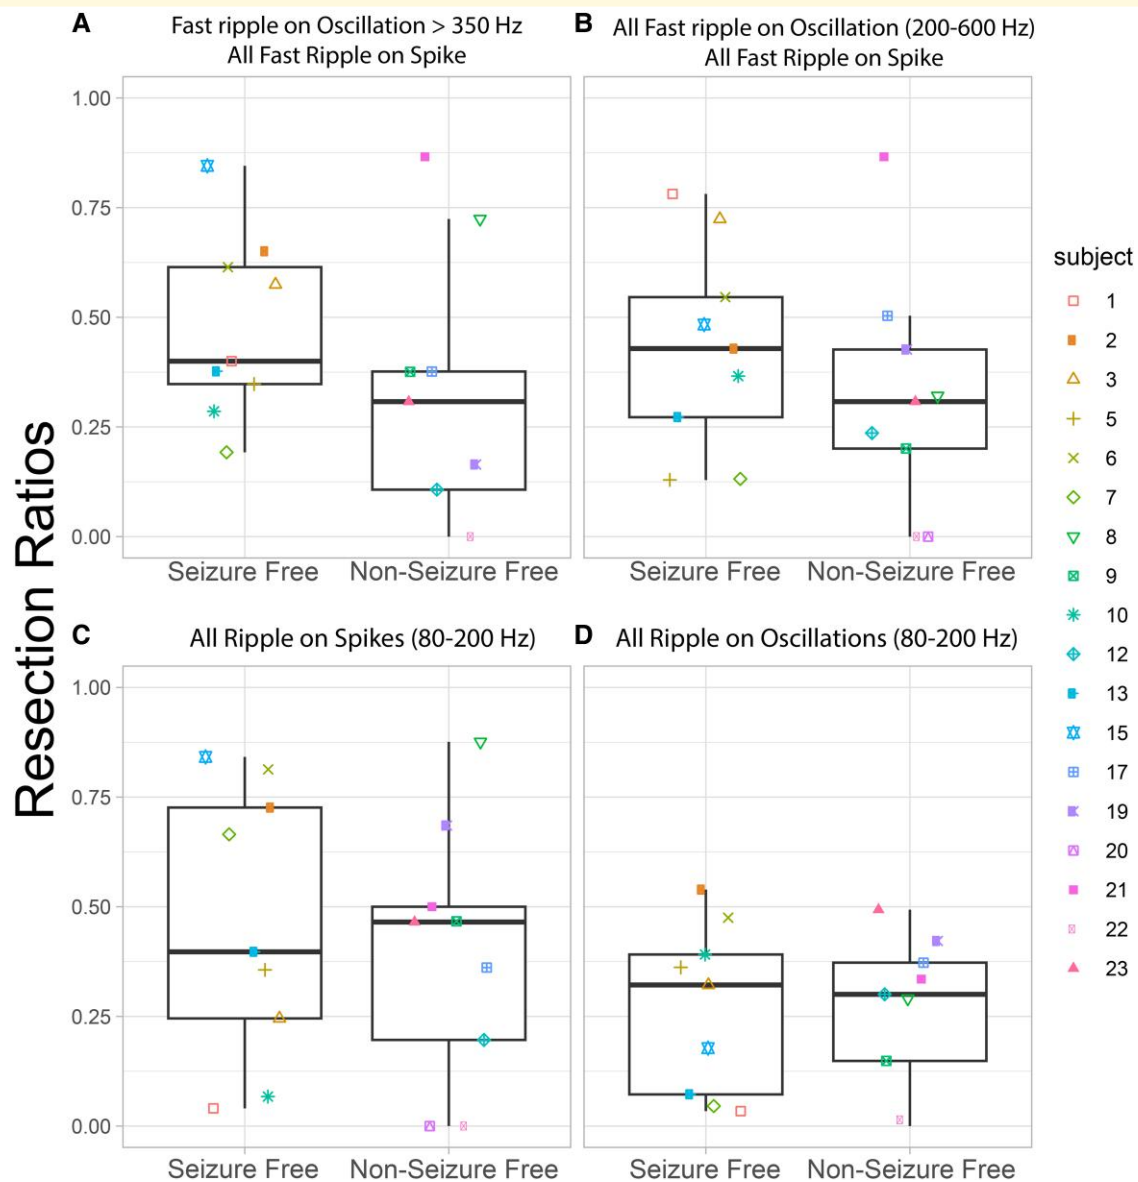 A
Fast ripple on Oscillation > 350 Hz
All Fast Ripple on Spike
B
All Fast ripple on Oscillation (200-600 Hz)
All Fast Ripple on Spike
1.00
0.75
0.50
0.25
0.00
Seizure Free
Non-Seizure Free
Seizure Free
Non-Seizure Free
Resection Ratios
C
All Ripple on Spikes (80-200 Hz)
D
All Ripple on Oscillations (80-200 Hz)
1.00
0.75
0.50
0.25
0.00
Seizure Free
Non-Seizure Free
Seizure Free
Non-Seizure Free
subject
1
2
3
5
6
7
8
9
10
12
13
15
17
19
20
21
22
23